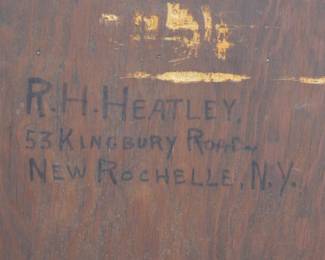 R.H.HEATLEY.
53 KINGBURY ROAD
NEW ROCHELLE, N.Y.